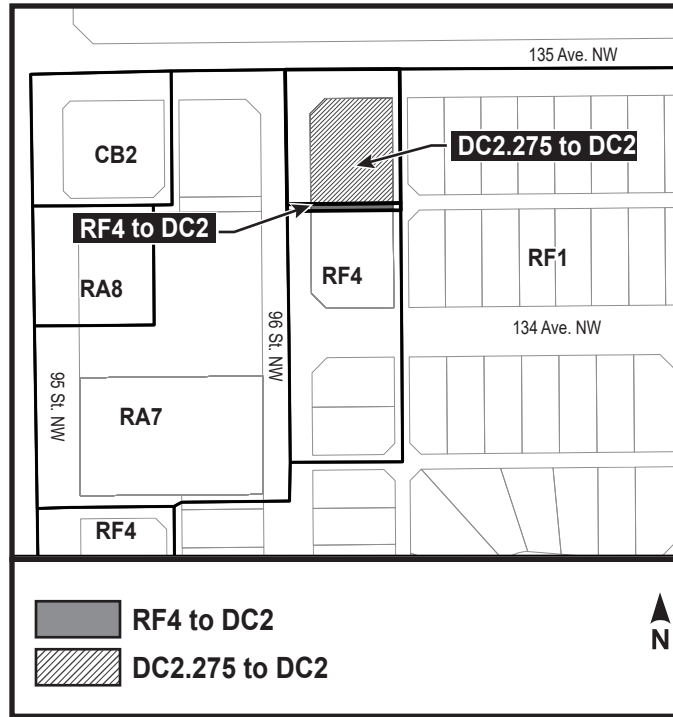 135 Ave. NW
CB2
DC2.275 to DC2
RF4 to DC2
RA8
RF4
RF1
134 Ave. NW
96 St. NW
95 St. NW
RA7
RF4
RF4 to DC2
DC2.275 to DC2
N